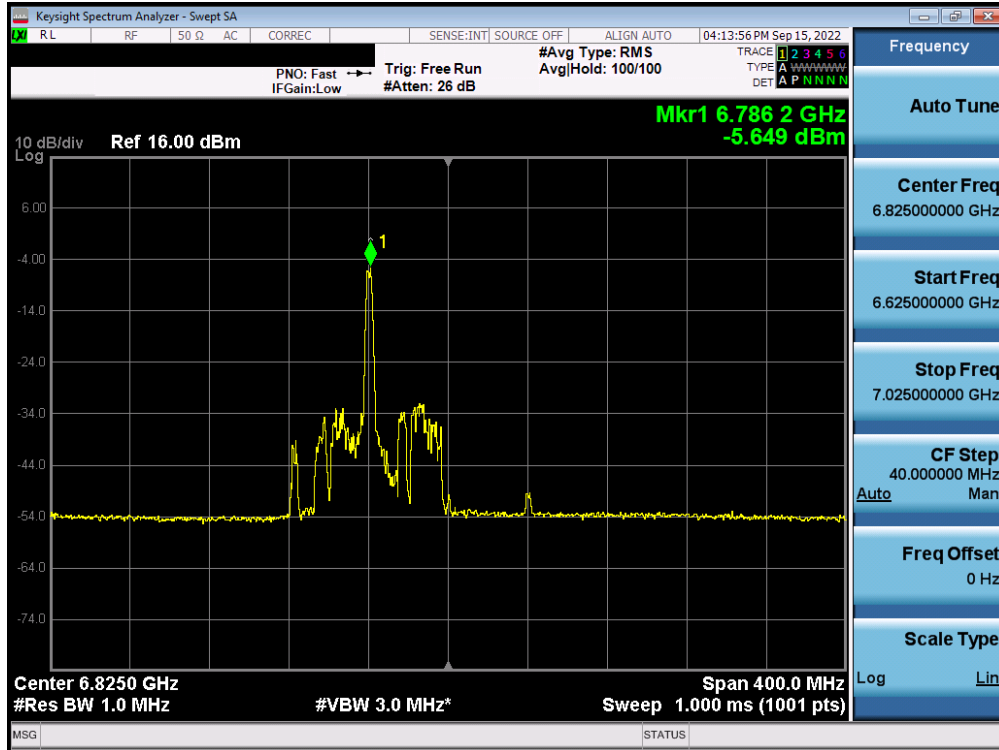 Keysight Spectrum Analyzer - Swept SA
LXI RL RF 50 Ω AC CORREC SENSE:INT SOURCE OFF ALIGN AUTO 04:13:56 PM Sep 15, 2022
PNO: Fast
IFGain:Low
Trig: Free Run
#Atten: 26 dB
#Avg Type: RMS
Avg|Hold: 100/100
TRACE 1 2 3 4 5 6
TYPE A WWWWW
DET A P N N N N
Mkr1 6.786 2 GHz
-5.649 dBm
10 dB/div Ref 16.00 dBm
Log
6.00
-4.00
-14.0
-24.0
-34.0
-44.0
-54.0
-64.0
-74.0
1
Center 6.8250 GHz Span 400.0 MHz
#Res BW 1.0 MHz #VBW 3.0 MHz* Sweep 1.000 ms (1001 pts)
MSG STATUS
Frequency
Auto Tune
Center Freq
6.825000000 GHz
Start Freq
6.625000000 GHz
Stop Freq
7.025000000 GHz
CF Step
40.000000 MHz
Auto Man
Freq Offset
0 Hz
Scale Type
Log Lin